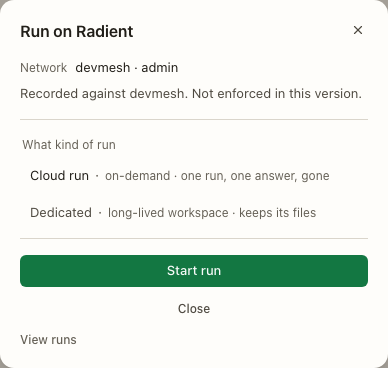 Run on Radient
Network devmesh · admin
Recorded against devmesh. Not enforced in this version.
What kind of run
Cloud run · on-demand · one run, one answer, gone
Dedicated · long-lived workspace · keeps its files
Start run
Close
View runs